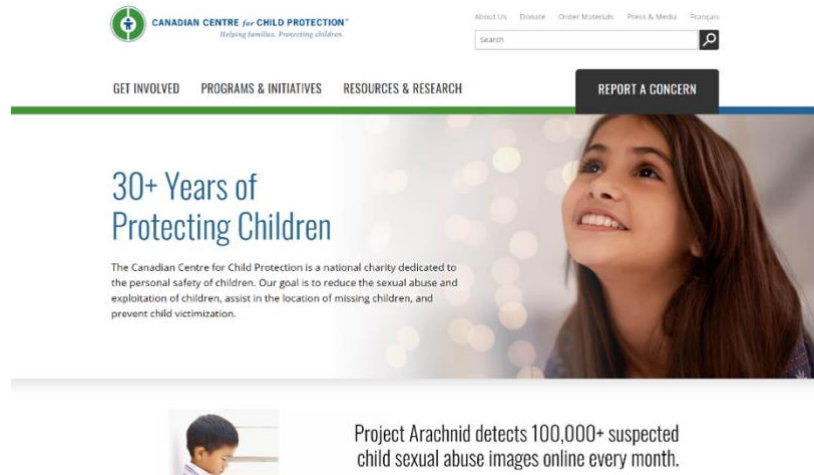 CANADIAN CENTRE for CHILD PROTECTION®
Helping families. Protecting children.
About Us Donate Order Materials Press & Media Français
Search
GET INVOLVED PROGRAMS & INITIATIVES RESOURCES & RESEARCH REPORT A CONCERN
30+ Years of
Protecting Children
The Canadian Centre for Child Protection is a national charity dedicated to
the personal safety of children. Our goal is to reduce the sexual abuse and
exploitation of children, assist in the location of missing children, and
prevent child victimization.
Project Arachnid detects 100,000+ suspected
child sexual abuse images online every month.